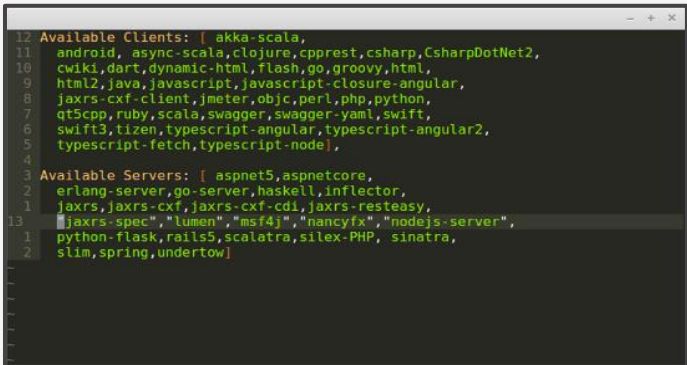 - + ×
12 Available Clients: [ akka-scala,
11 android, async-scala,clojure,cpprest,csharp,CsharpDotNet2,
10 cwiki,dart,dynamic-html,flash,go,groovy,html,
9 html2,java,javascript,javascript-closure-angular,
8 jaxrs-cxf-client,jmeter,objc,perl,php,python,
7 qt5cpp,ruby,scala,swagger,swagger-yaml,swift,
6 swift3,tizen,typescript-angular,typescript-angular2,
5 typescript-fetch,typescript-node],
4
3 Available Servers: [ aspnet5,aspnetcore,
2 erlang-server,go-server,haskell,inflector,
1 jaxrs,jaxrs-cxf,jaxrs-cxf-cdi,jaxrs-resteasy,
13 "jaxrs-spec","lumen","msf4j","nancyfx","nodejs-server",
1 python-flask,rails5,scalatra,silex-PHP, sinatra,
2 slim,spring,undertow]
~
~
~
~
~
~